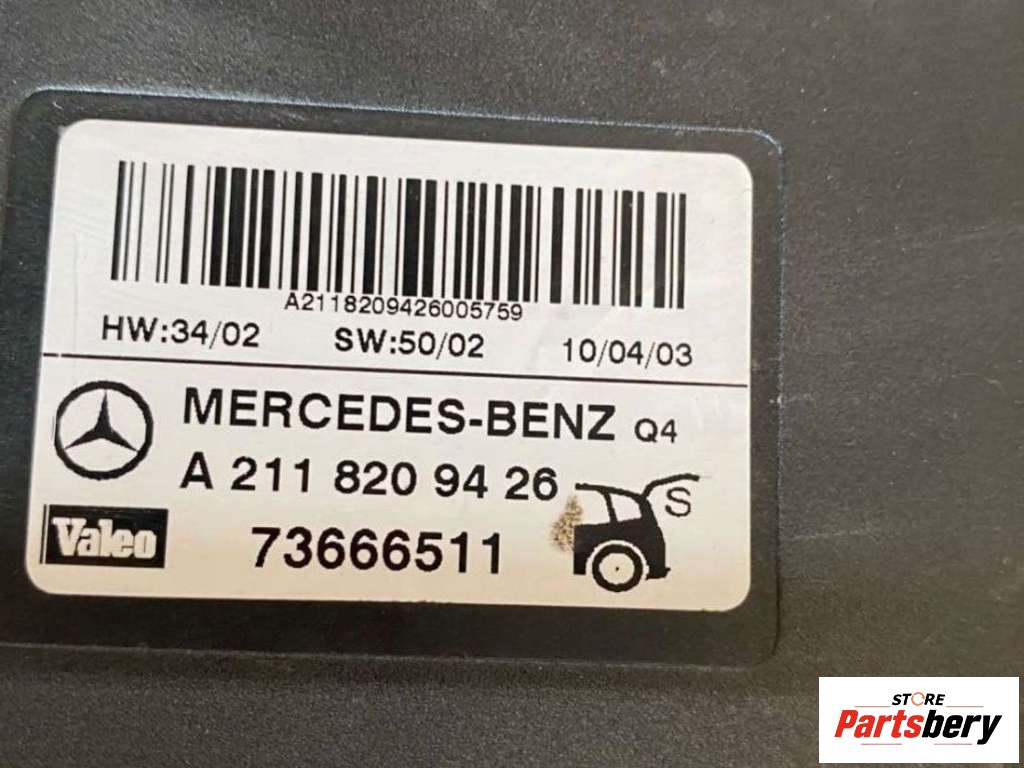 A2118209426005759
HW:34/02 SW:50/02 10/04/03
MERCEDES-BENZ Q4
A 211 820 94 26
S
Valeo 73666511
STORE
Partsbery